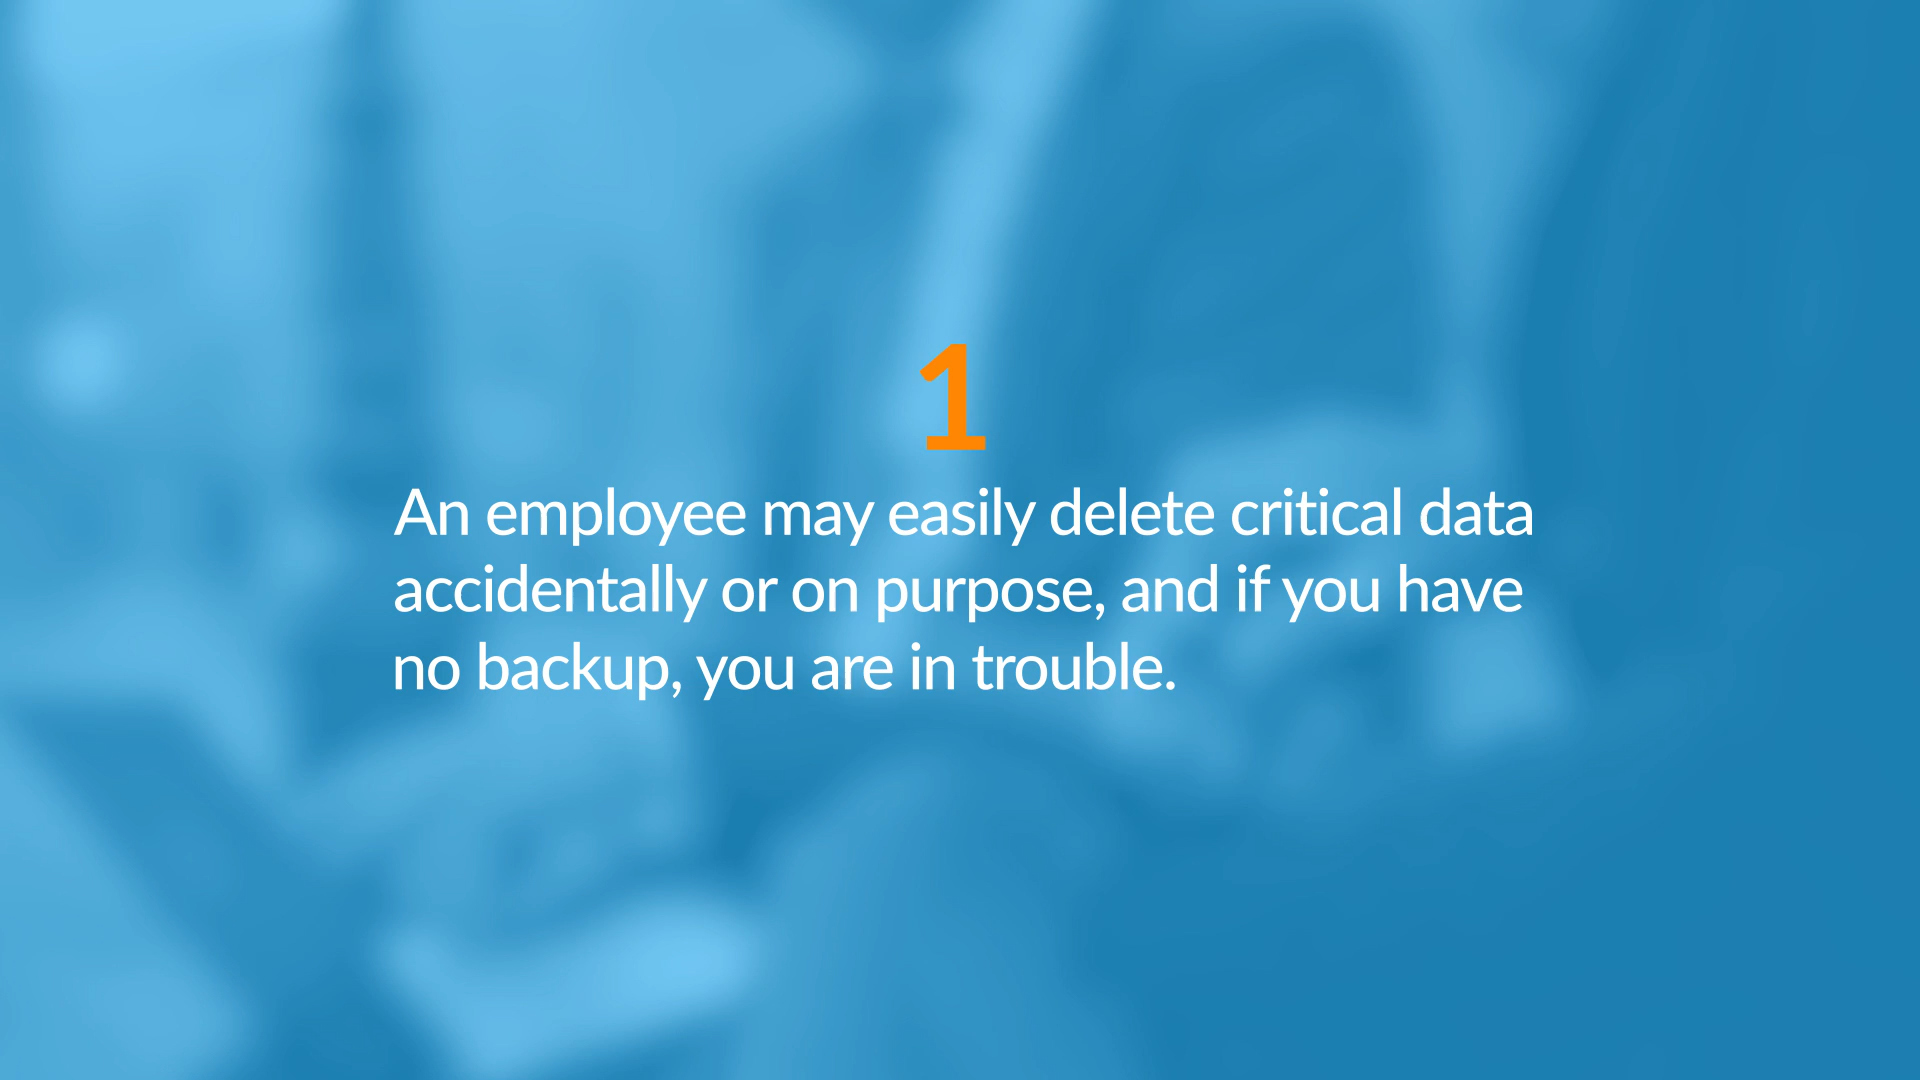 1
An employee may easily delete critical data
accidentally or on purpose, and if you have
no backup, you are in trouble.